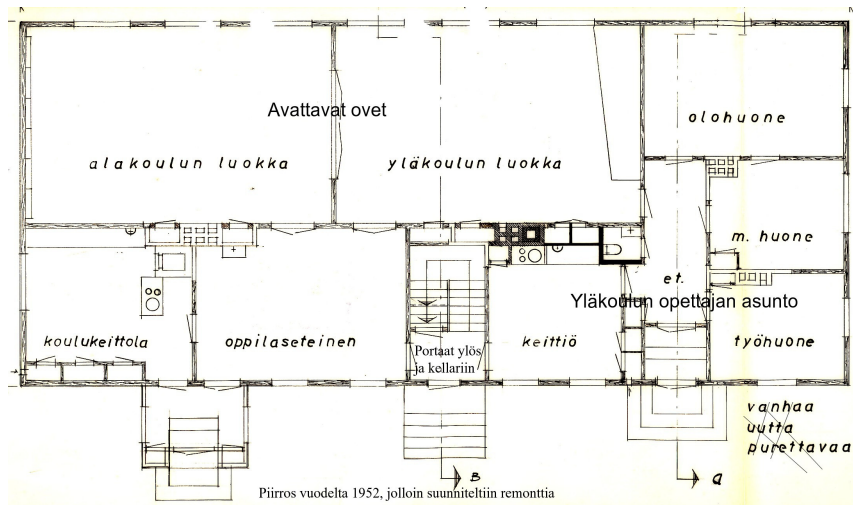 Avattavat ovet
olohuone
alakoulun luokka
yläkoulun luokka
m. huone
et.
Yläkoulun opettajan asunto
koulukeittola
oppilaseteinen
Portaat ylös
ja kellariin
keittiö
työhuone
vanhaa
uutta
purettavaa
B
a
Piirros vuodelta 1952, jolloin suunniteltiin remonttia